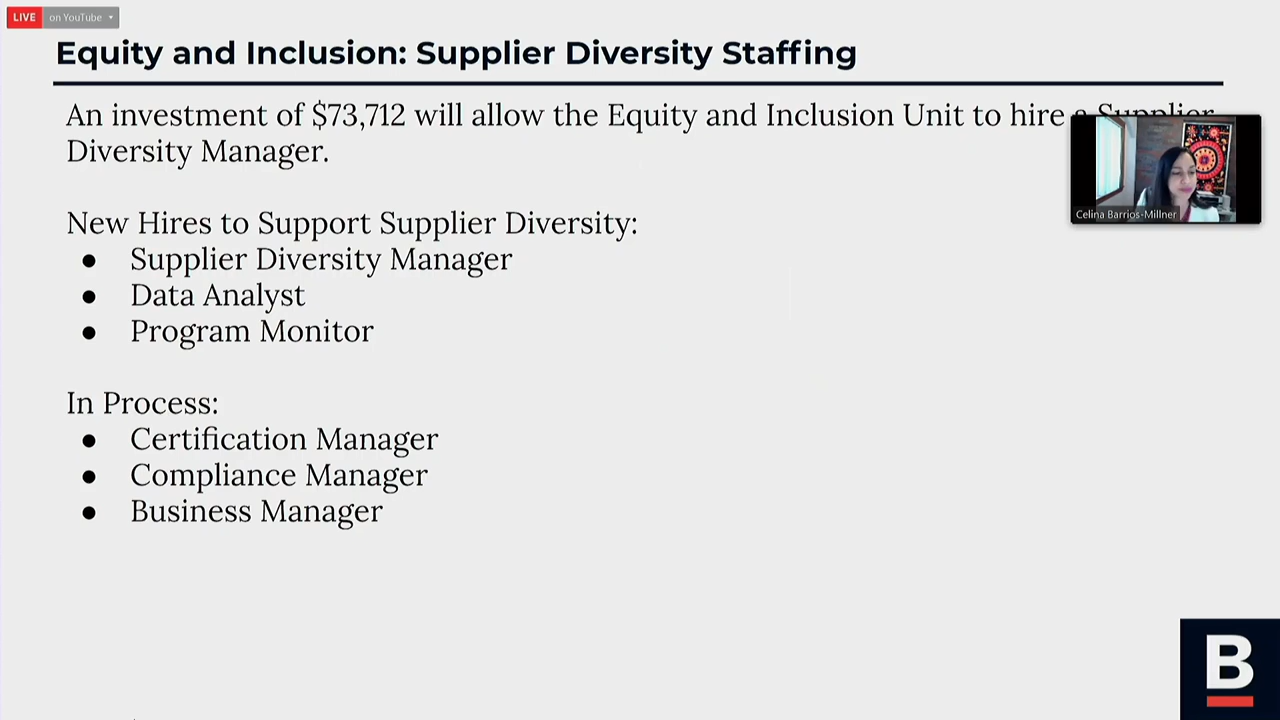 LIVE on YouTube
Equity and Inclusion: Supplier Diversity Staffing
An investment of $73,712 will allow the Equity and Inclusion Unit to hire a Supplier
Diversity Manager.
Celina Barrios-Millner
New Hires to Support Supplier Diversity:
● Supplier Diversity Manager
● Data Analyst
● Program Monitor
In Process:
● Certification Manager
● Compliance Manager
● Business Manager
B